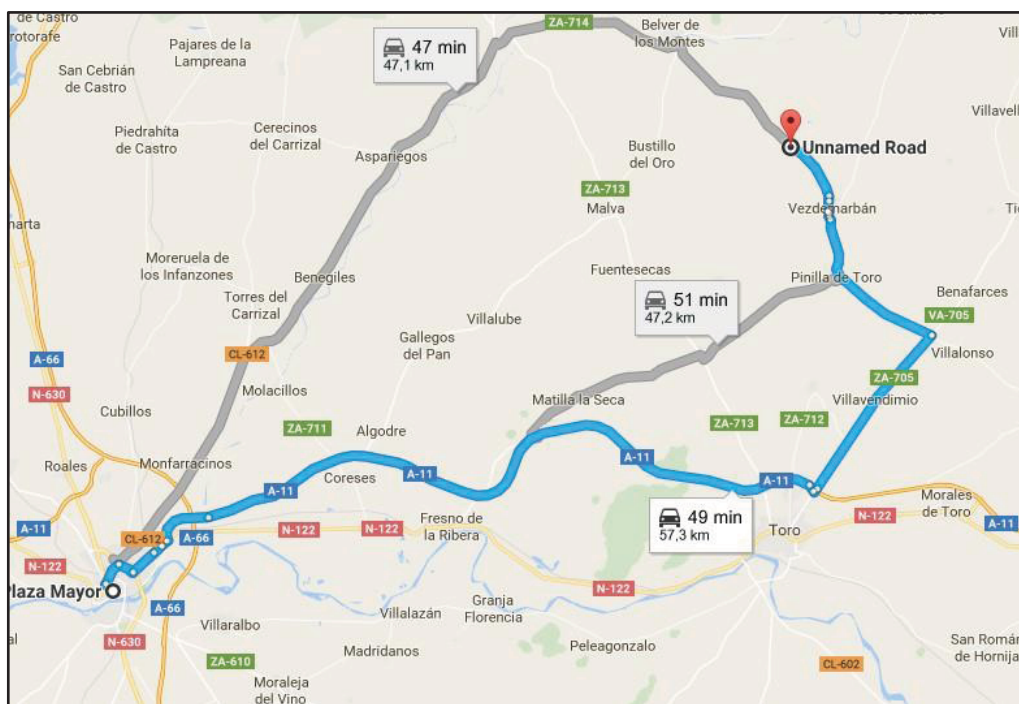 de Castro
Pajares de la
Lampreana
ZA-714
Belver de
los Montes
47 min
47,1 km
San Cebrián
de Castro
Villavell
Piedrahíta
de Castro
Cerecinos
del Carrizal
Aspariegos
Bustillo
del Oro
Unnamed Road
ZA-713
Malva
Vezdemarbán
Moreruela de
los Infanzones
Benegiles
Fuentesecas
Pinilla de Toro
Torres del
Carrizal
51 min
47,2 km
Benafarces
VA-705
Villalube
Gallegos
del Pan
CL-612
Villalonso
A-66
N-630
Molacillos
Matilla la Seca
ZA-705
Villavendimio
Cubillos
ZA-711
Algodre
ZA-713
ZA-712
Roales
Monfarracinos
A-11
Coreses
A-11
A-11
A-11
A-11
49 min
57,3 km
Morales
de Toro
N-122
A-11
CL-612
A-66
N-122
N-122
Fresno de
la Ribera
Toro
N-122
Plaza Mayor
A-66
N-122
Villaralbo
Villalazán
Granja
Florencia
N-630
Madridanos
Peleagonzalo
San Román
de Hornija
ZA-610
CL-602
Moraleja
del Vino